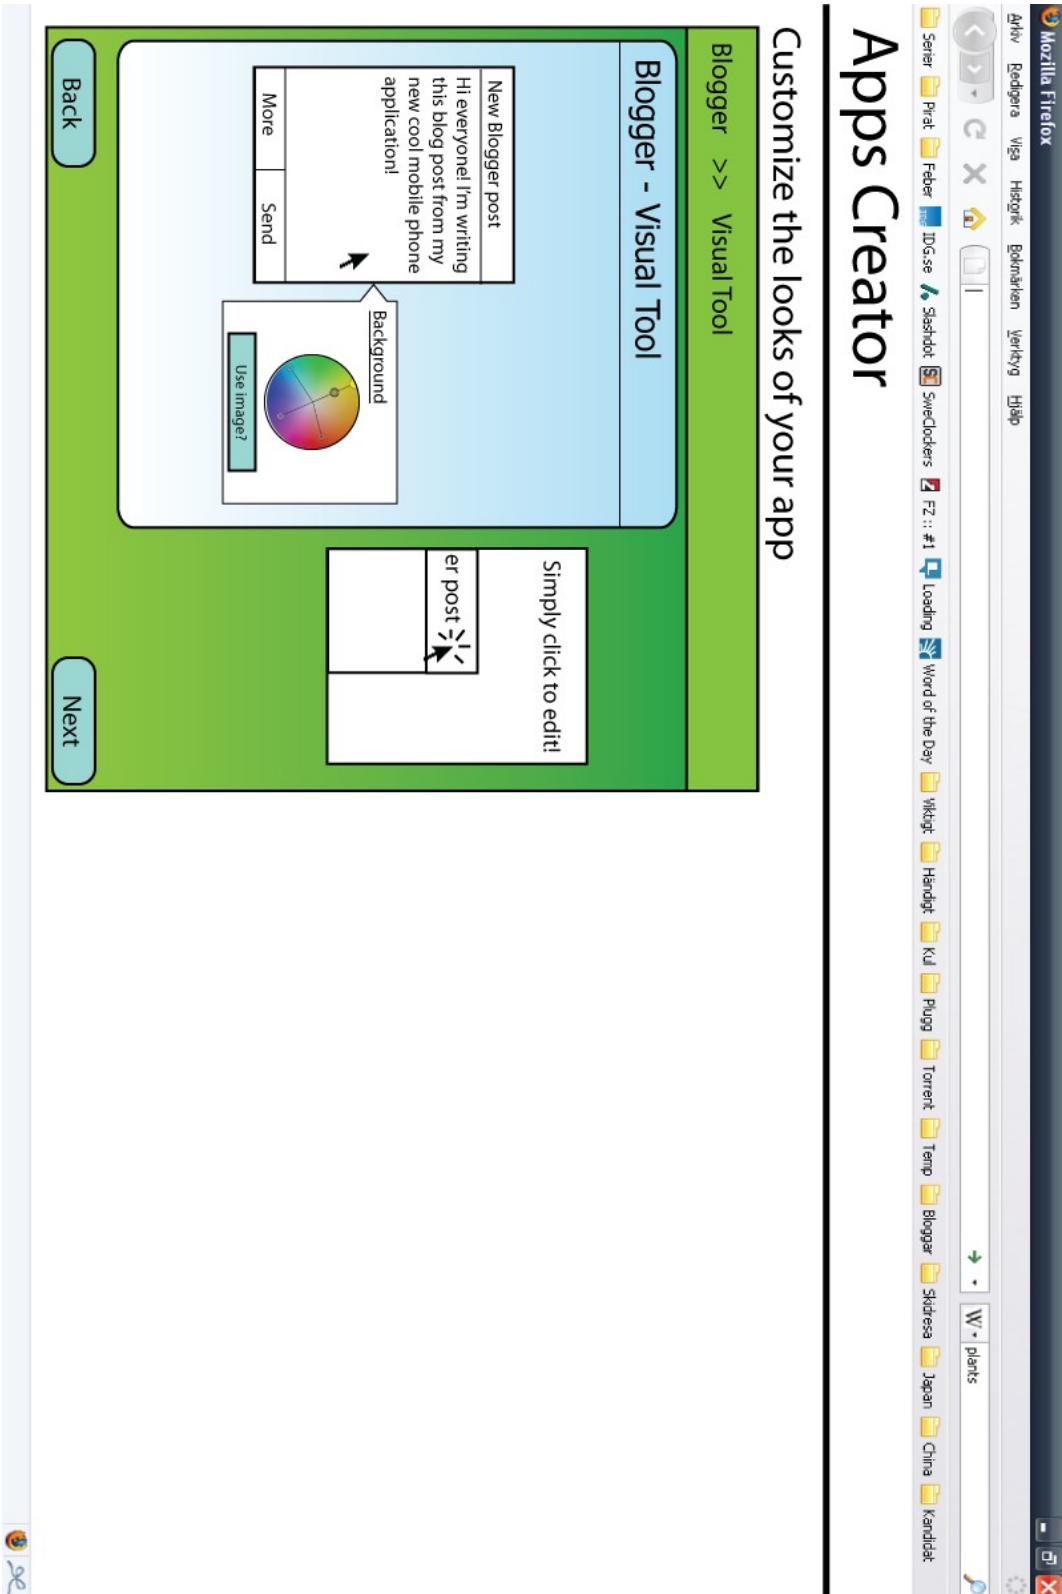 Mozilla Firefox
Arkiv Redigera Visa Historik Bokmärken Verktyg Hjälp
W plants
Serier Pirat Feber IDG.se Slashdot SweClockers FZ :: #1 Loading Word of the Day Viktigt Händigt Kul Plugg Torrent Temp Bloggar Skidresa Japan China Kandidat
Apps Creator
Customize the looks of your app
Blogger >> Visual Tool
Blogger - Visual Tool
New Blogger post
Hi everyone! I'm writing
this blog post from my
new cool mobile phone
application!
More Send
Background
Use image?
Simply click to edit!
er post
Back Next